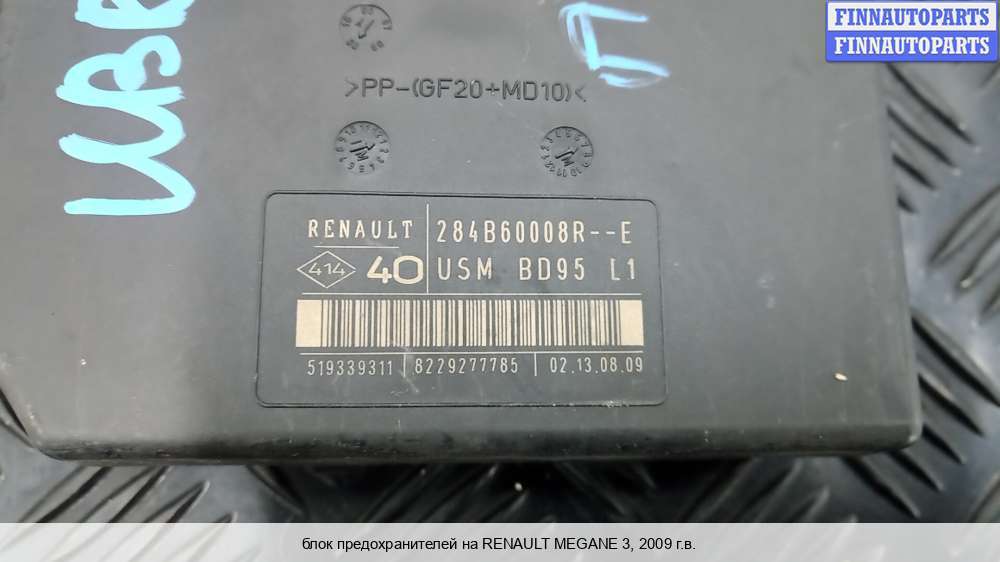 FINNAUTOPARTS
FINNAUTOPARTS
>PP-(GF20+MD10)<
RENAULT 284B60008R--E
414 40 USM BD95 L1
519339311 8229277785 02.13.08.09
блок предохранителей на RENAULT MEGANE 3, 2009 г.в.